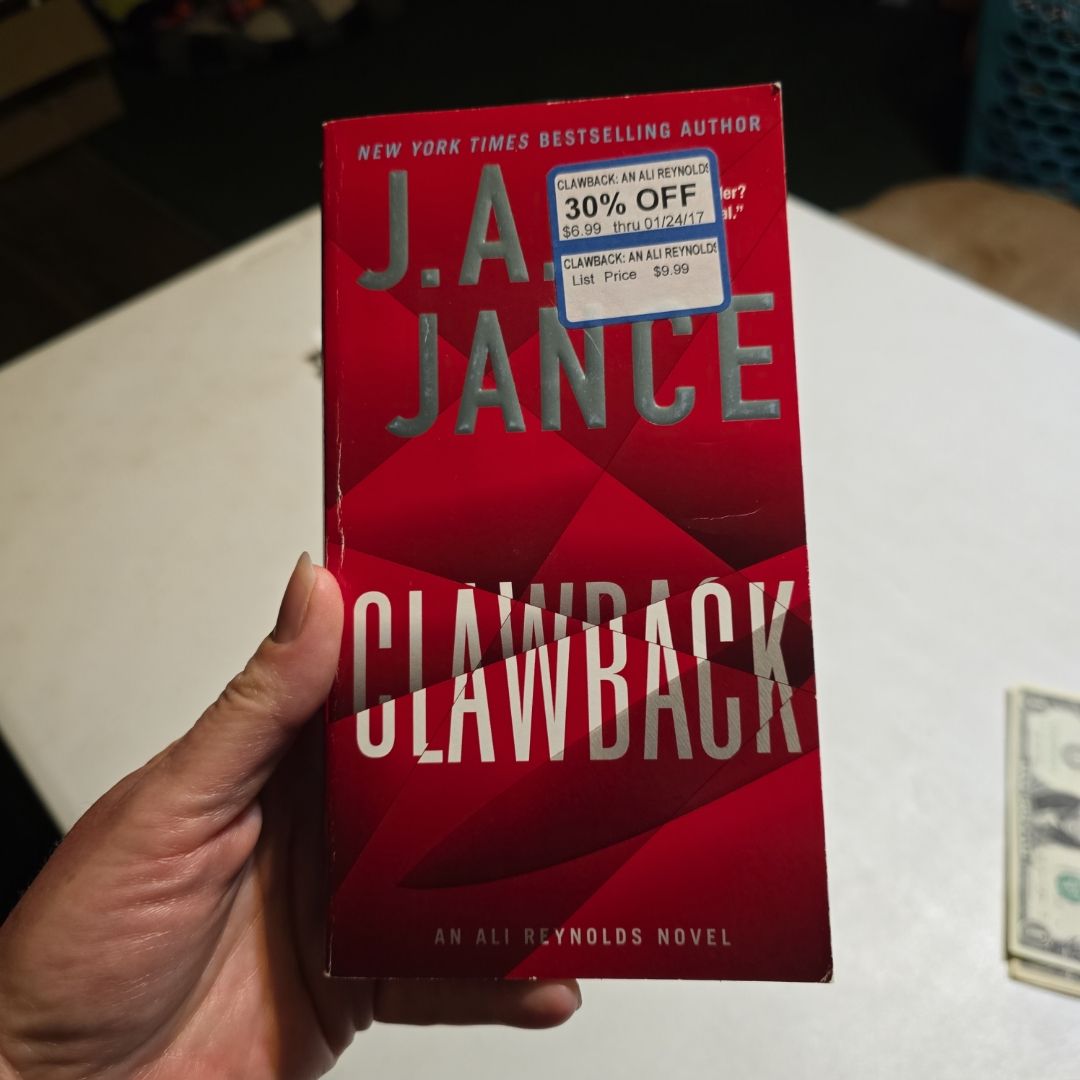 NEW YORK TIMES BESTSELLING AUTHOR
J.A.
JANCE
CLAWBACK: AN ALI REYNOLDS
30% OFF
$6.99 thru 01/24/17
CLAWBACK: AN ALI REYNOLDS
List Price $9.99
al."
CLAWBACK
AN ALI REYNOLDS NOVEL